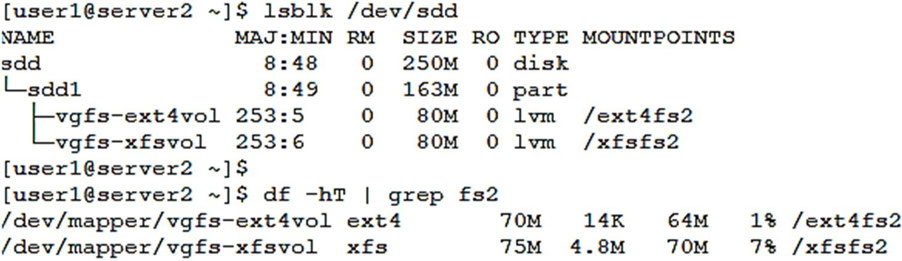 [user1@server2 ~]$ lsblk /dev/sdd
NAME               MAJ:MIN RM   SIZE RO TYPE MOUNTPOINTS
sdd                  8:48   0   250M  0 disk
└─sdd1               8:49   0   163M  0 part
  ├─vgfs-ext4vol 253:5    0    80M  0 lvm  /ext4fs2
  └─vgfs-xfsvol  253:6    0    80M  0 lvm  /xfsfs2
[user1@server2 ~]$
[user1@server2 ~]$ df -hT | grep fs2
/dev/mapper/vgfs-ext4vol ext4       70M   14K   64M   1% /ext4fs2
/dev/mapper/vgfs-xfsvol  xfs        75M  4.8M   70M   7% /xfsfs2